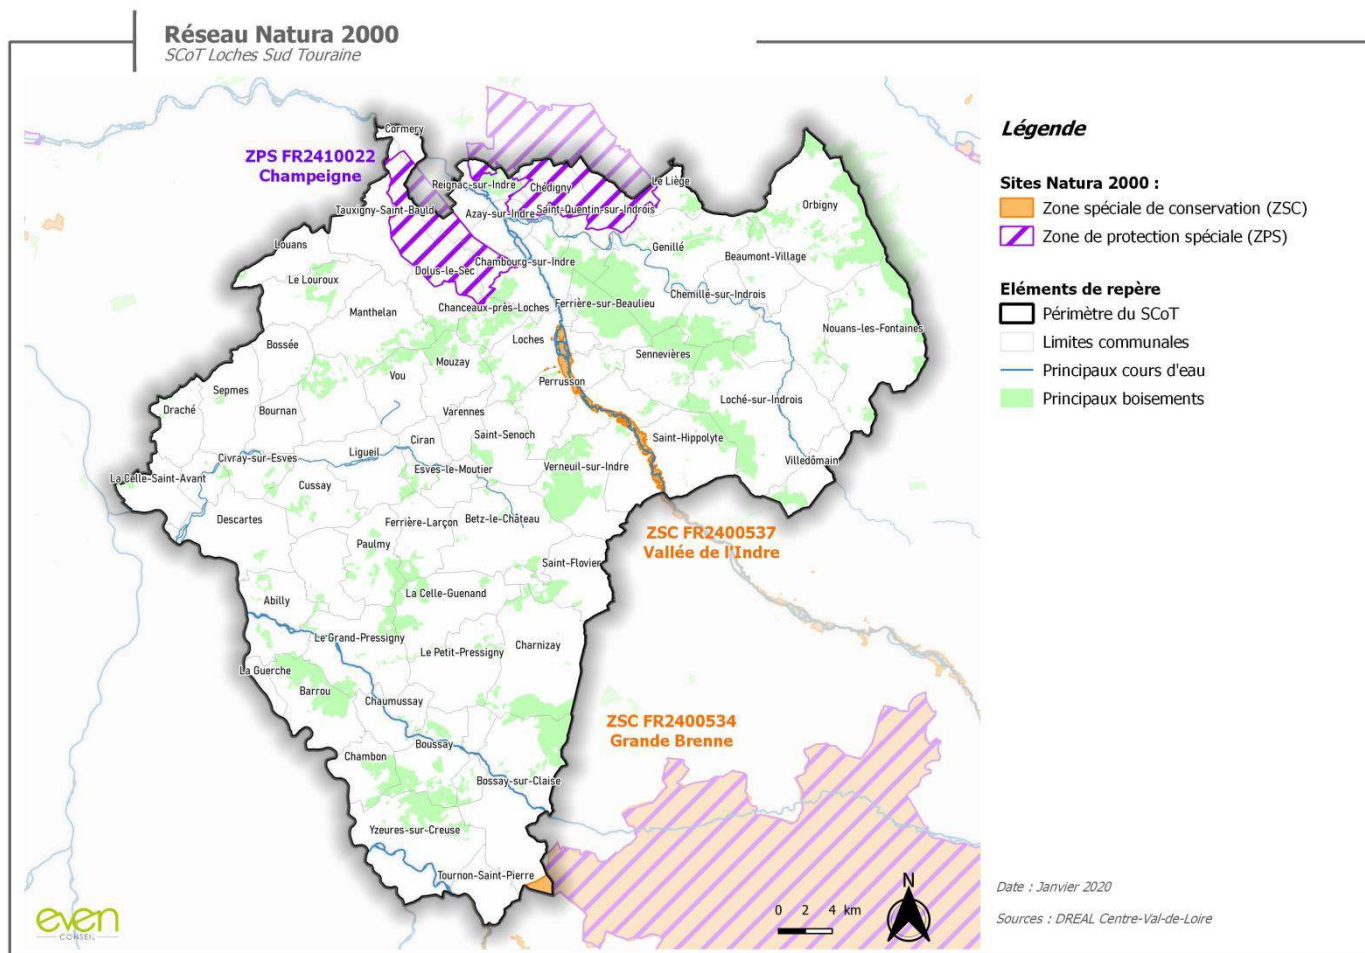 Réseau Natura 2000
SCoT Loches Sud Touraine
Légende
Sites Natura 2000 :
Zone spéciale de conservation (ZSC)
Zone de protection spéciale (ZPS)
Eléments de repère
Périmètre du SCoT
Limites communales
Principaux cours d'eau
Principaux boisements
Cormery
ZPS FR2410022
Champeigne
Reignac-sur-Indre
Chédigny
Le Liège
Tauxigny-Saint-Bauld
Azay-sur-Indre
Saint-Quentin-sur-Indrois
Orbigny
Louans
Genillé
Beaumont-Village
Chambourg-sur-Indre
Dolus-le-Sec
Le Louroux
Chemillé-sur-Indrois
Manthelan
Chanceaux-près-Loches
Ferrière-sur-Beaulieu
Nouans-les-Fontaines
Bossée
Loches
Sennevières
Mouzay
Vou
Perrusson
Sepmes
Loché-sur-Indrois
Draché
Bournan
Varennes
Ciran
Saint-Senoch
Saint-Hippolyte
Civray-sur-Esves
Ligueil
Villedômain
Esves-le-Moutier
Verneuil-sur-Indre
La Celle-Saint-Avant
Cussay
Descartes
Ferrière-Larçon
Betz-le-Château
ZSC FR2400537
Vallée de l'Indre
Paulmy
Saint-Flovier
Abilly
La Celle-Guenand
Le Grand-Pressigny
Charnizay
Le Petit-Pressigny
La Guerche
Barrou
Chaumussay
ZSC FR2400534
Grande Brenne
Boussay
Chambon
Bossay-sur-Claise
Yzeures-sur-Creuse
Tournon-Saint-Pierre
N
0 2 4 km
even
CONSEIL
Date : Janvier 2020
Sources : DREAL Centre-Val-de-Loire